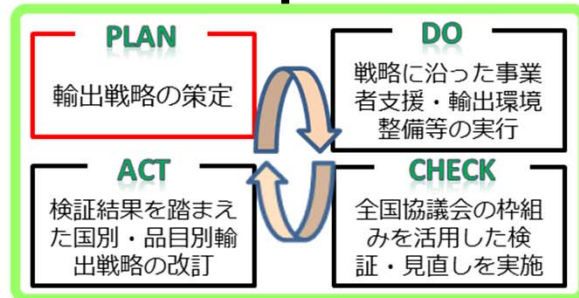 PLAN
輸出戦略の策定
DO
戦略に沿った事業
者支援・輸出環境
整備等の実行
ACT
検証結果を踏まえ
た国別・品目別輸
出戦略の改訂
CHECK
全国協議会の枠組
みを活用した検
証・見直しを実施